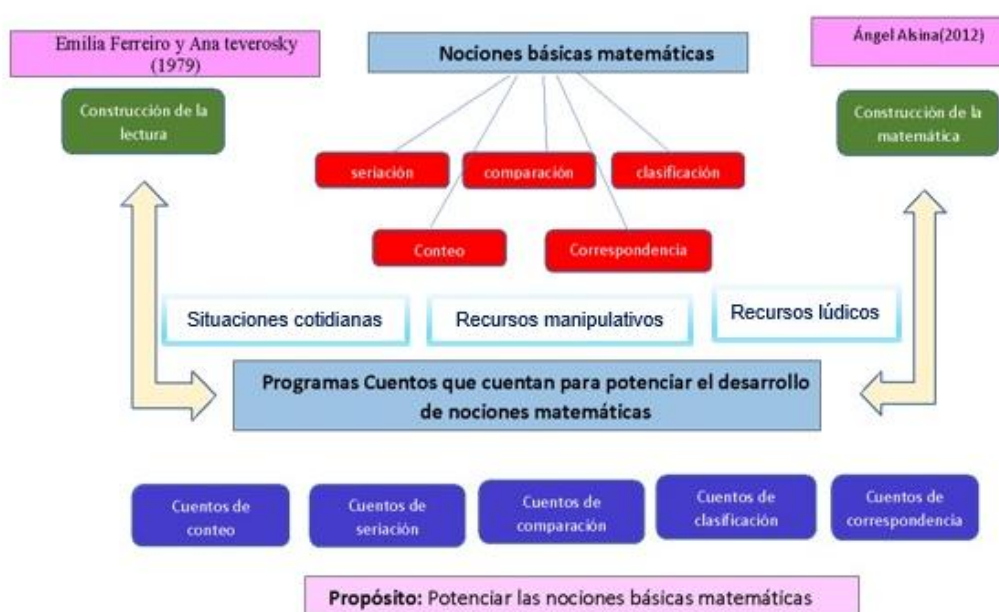 Emilia Ferreiro y Ana teverosky
(1979)
Nociones básicas matemáticas
Ángel Alsina(2012)
Construcción de la
lectura
Construcción de la
matemática
seriación
comparación
clasificación
Conteo
Correspondencia
Situaciones cotidianas
Recursos manipulativos
Recursos lúdicos
Programas Cuentos que cuentan para potenciar el desarrollo
de nociones matemáticas
Cuentos de
conteo
Cuentos de
seriación
Cuentos de
comparación
Cuentos de
clasificación
Cuentos de
correspondencia
Propósito: Potenciar las nociones básicas matemáticas